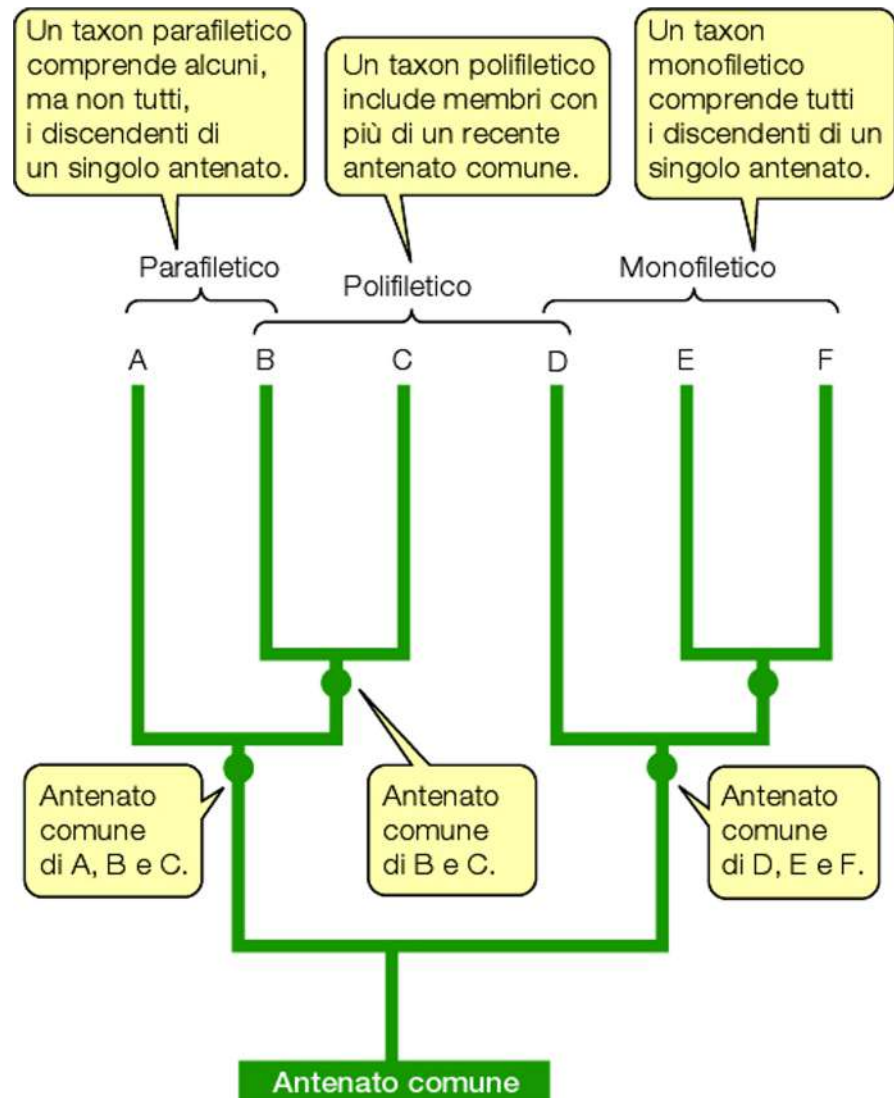 Un taxon parafiletico
comprende alcuni,
ma non tutti,
i discendenti di
un singolo antenato.
Un taxon polifiletico
include membri con
più di un recente
antenato comune.
Un taxon
monofiletico
comprende tutti
i discendenti di un
singolo antenato.
Parafiletico
Polifiletico
Monofiletico
A
B
C
D
E
F
Antenato
comune
di A, B e C.
Antenato
comune
di B e C.
Antenato
comune
di D, E e F.
Antenato comune